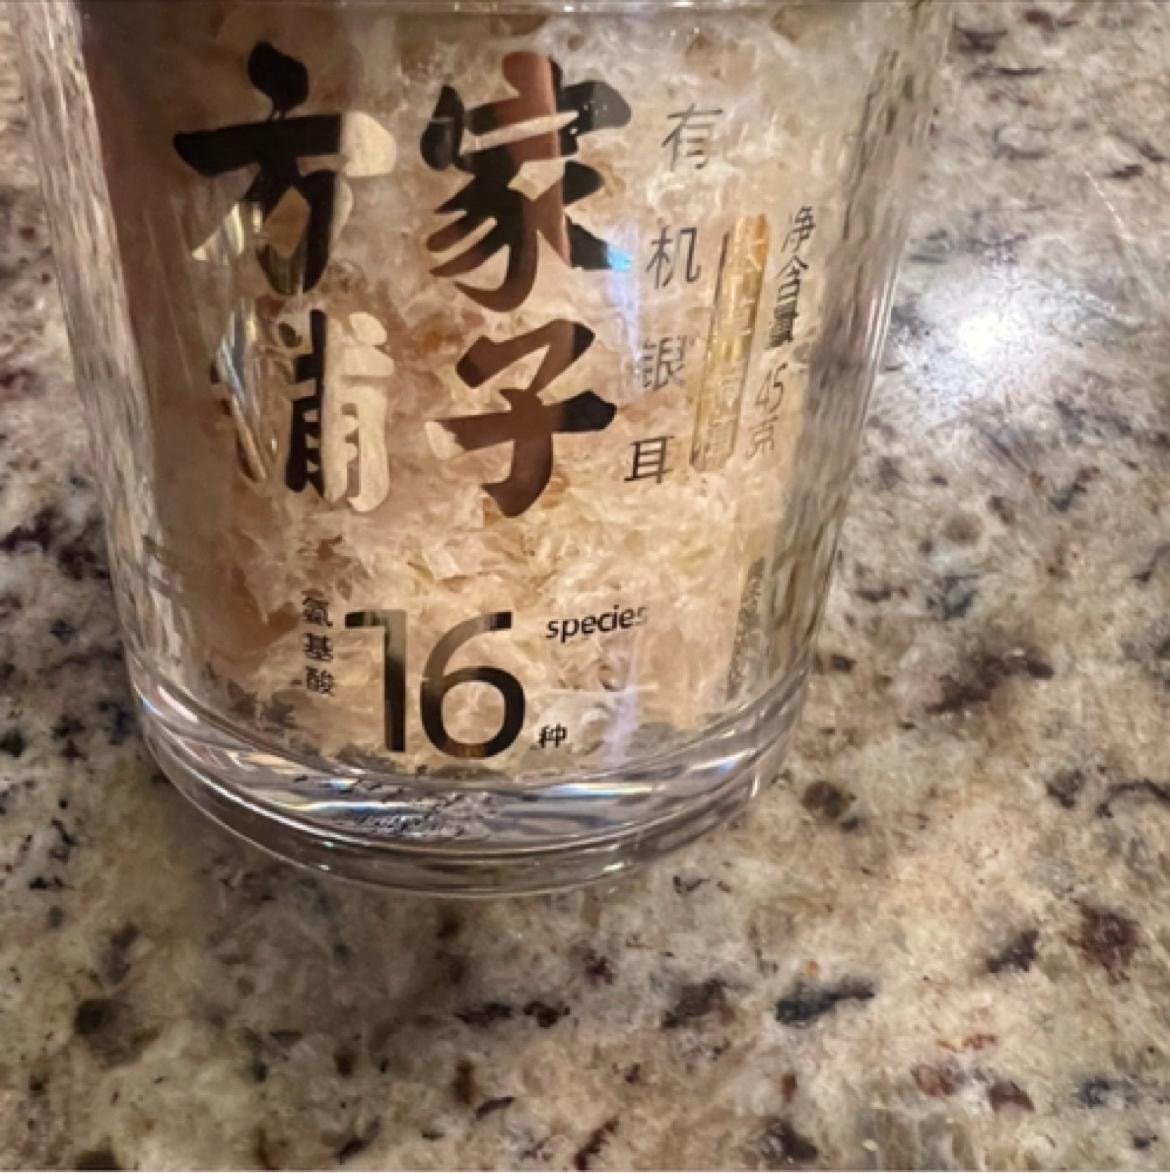 方家
铺子
有机银耳
净含量 45克
氨基酸
16
species
种